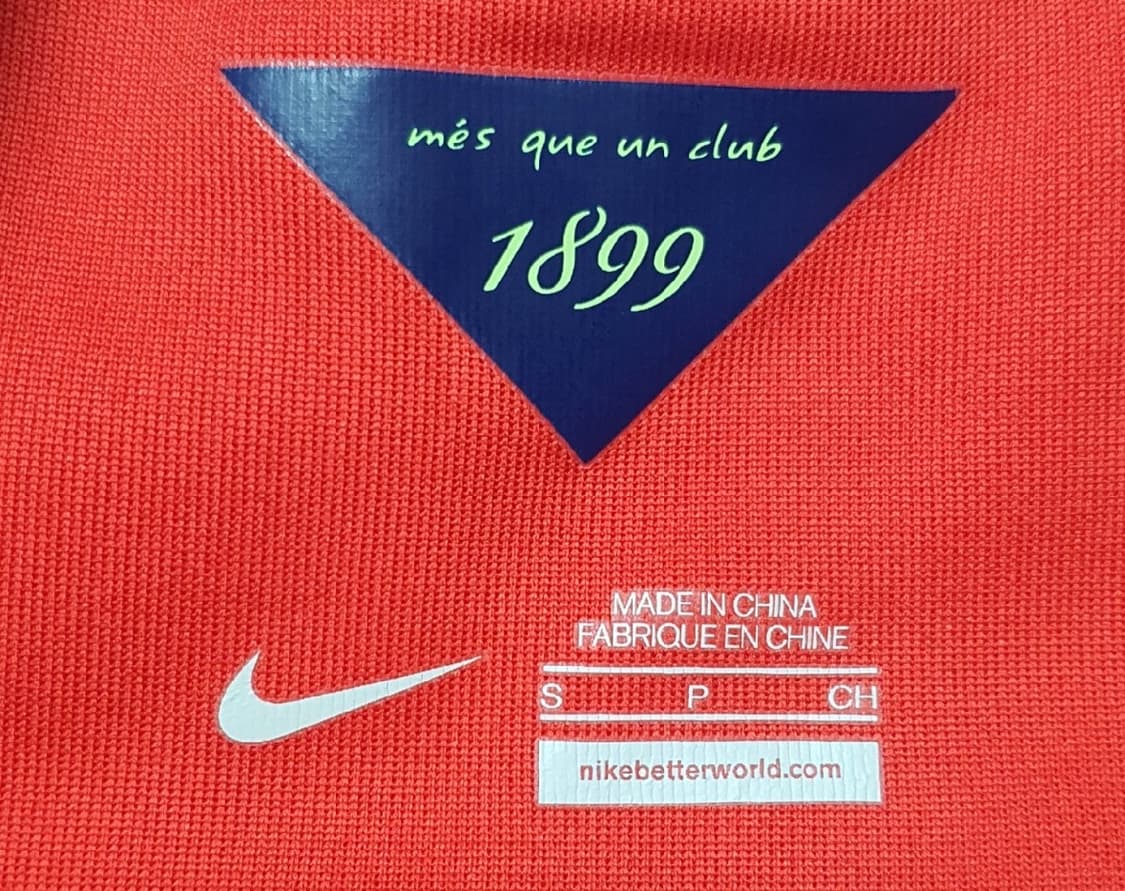 més que un club
1899
MADE IN CHINA
FABRIQUE EN CHINE
S P CH
nikebetterworld.com